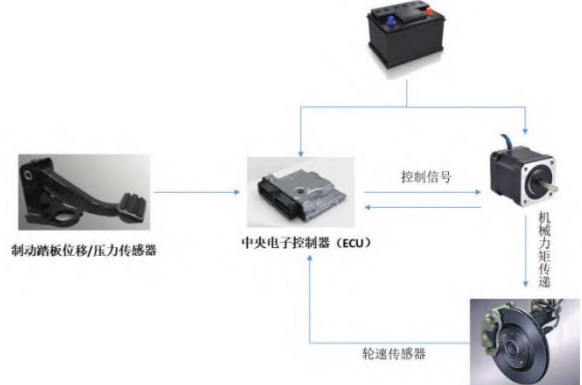 控制信号
制动踏板位移/压力传感器
中央电子控制器（ECU）
机械力矩传递
轮速传感器